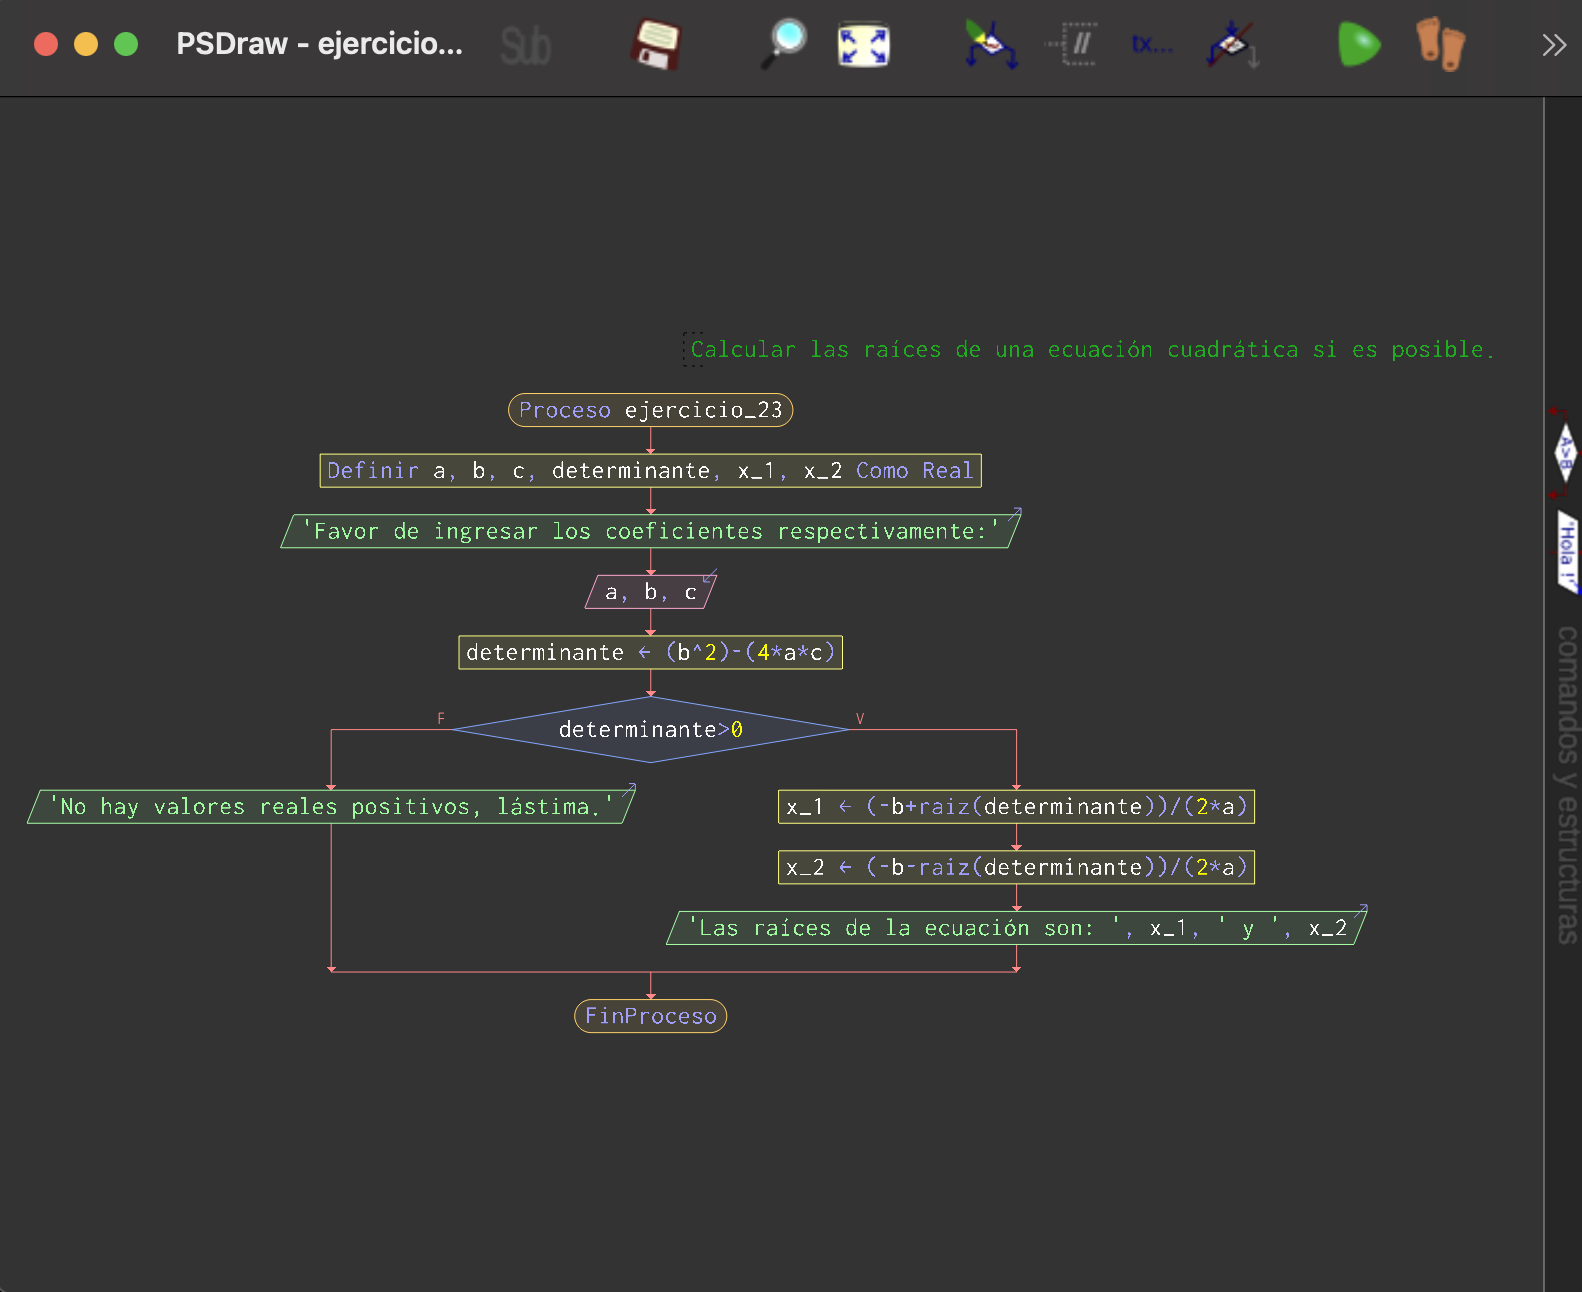 PSDraw - ejercicio...
Sub
tx...
Calcular las raíces de una ecuación cuadrática si es posible.
Proceso ejercicio_23
Definir a, b, c, determinante, x_1, x_2 Como Real
'Favor de ingresar los coeficientes respectivamente:'
a, b, c
determinante ← (b^2)-(4*a*c)
F
determinante>0
V
'No hay valores reales positivos, lástima.'
x_1 ← (-b+raiz(determinante))/(2*a)
x_2 ← (-b-raiz(determinante))/(2*a)
'Las raíces de la ecuación son: ', x_1, ' y ', x_2
FinProceso
A>B
"Hola !"
comandos y estructuras